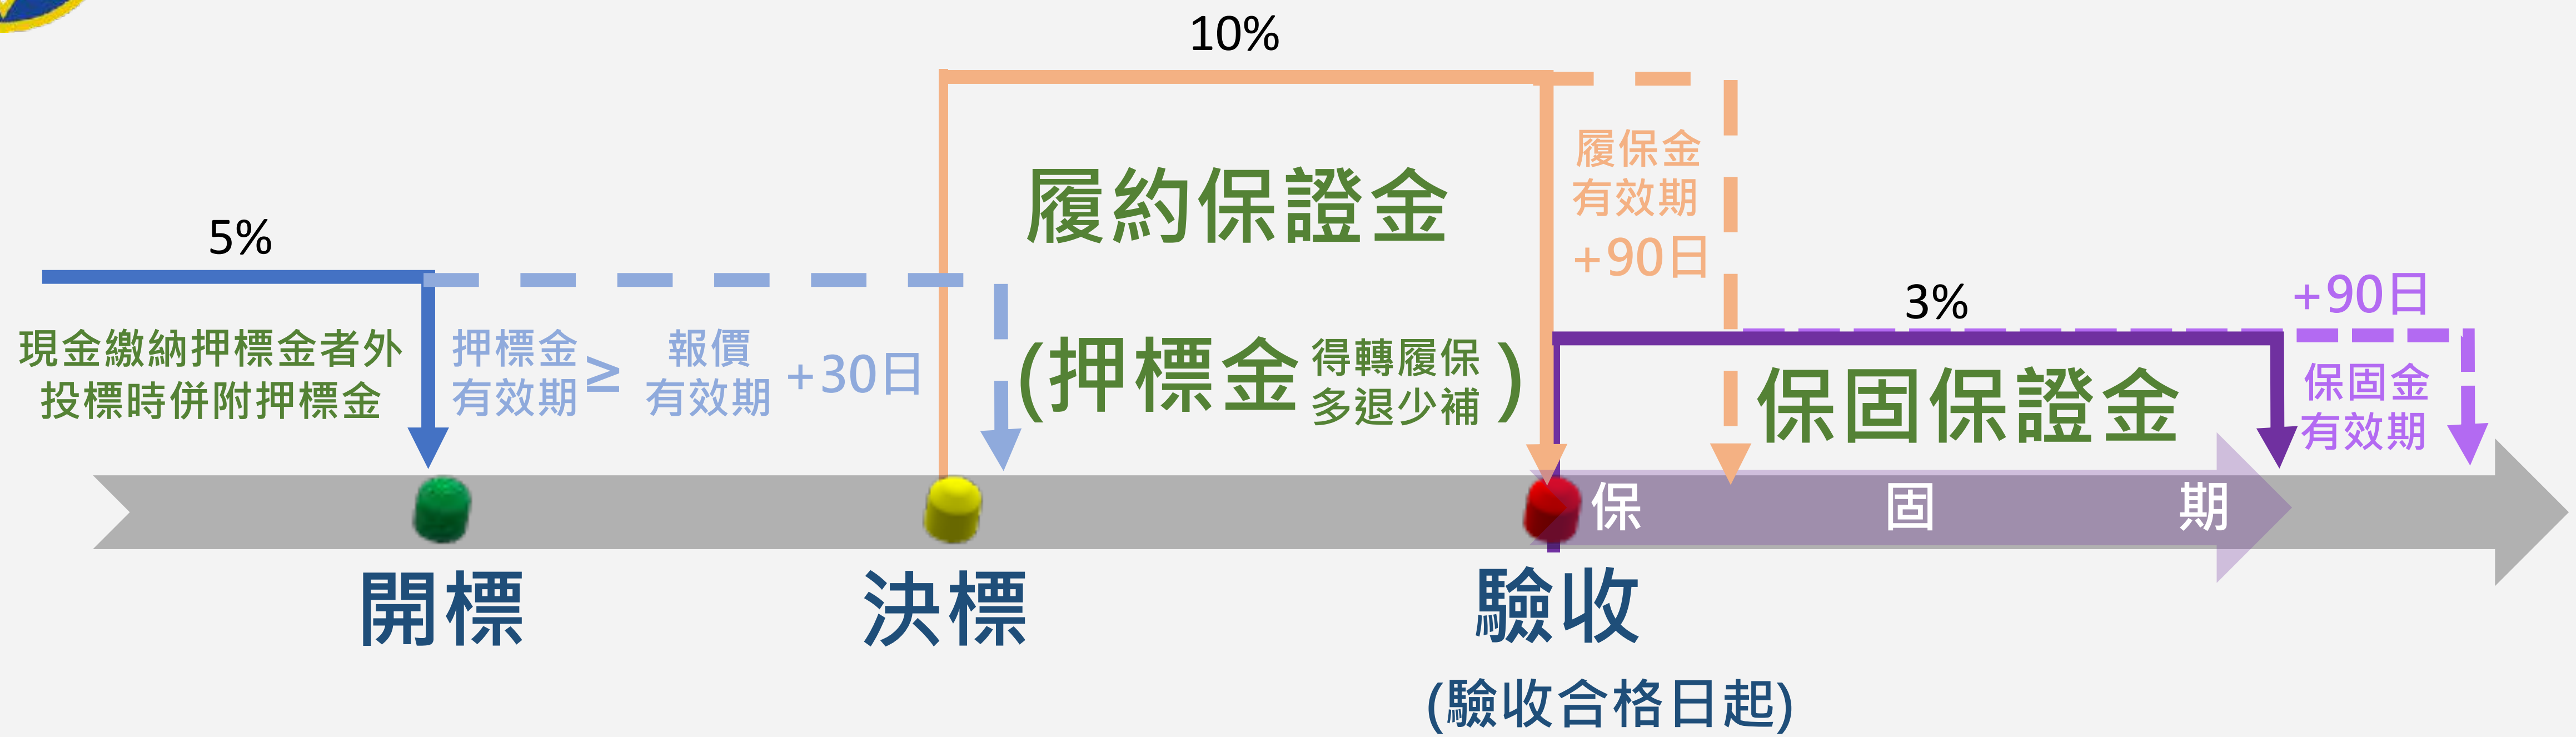 10%
5%
現金繳納押標金者外
投標時併附押標金
押標金
有效期
≥
報價
有效期
+30日
履約保證金
(押標金得轉履保
多退少補)
履保金
有效期
+90日
3%
保固保證金
+90日
保固金
有效期
保固期
開標
決標
驗收
(驗收合格日起)